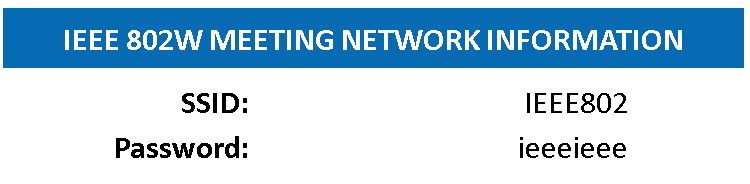 IEEE 802W MEETING NETWORK INFORMATION
SSID: IEEE802
Password: ieeeieee